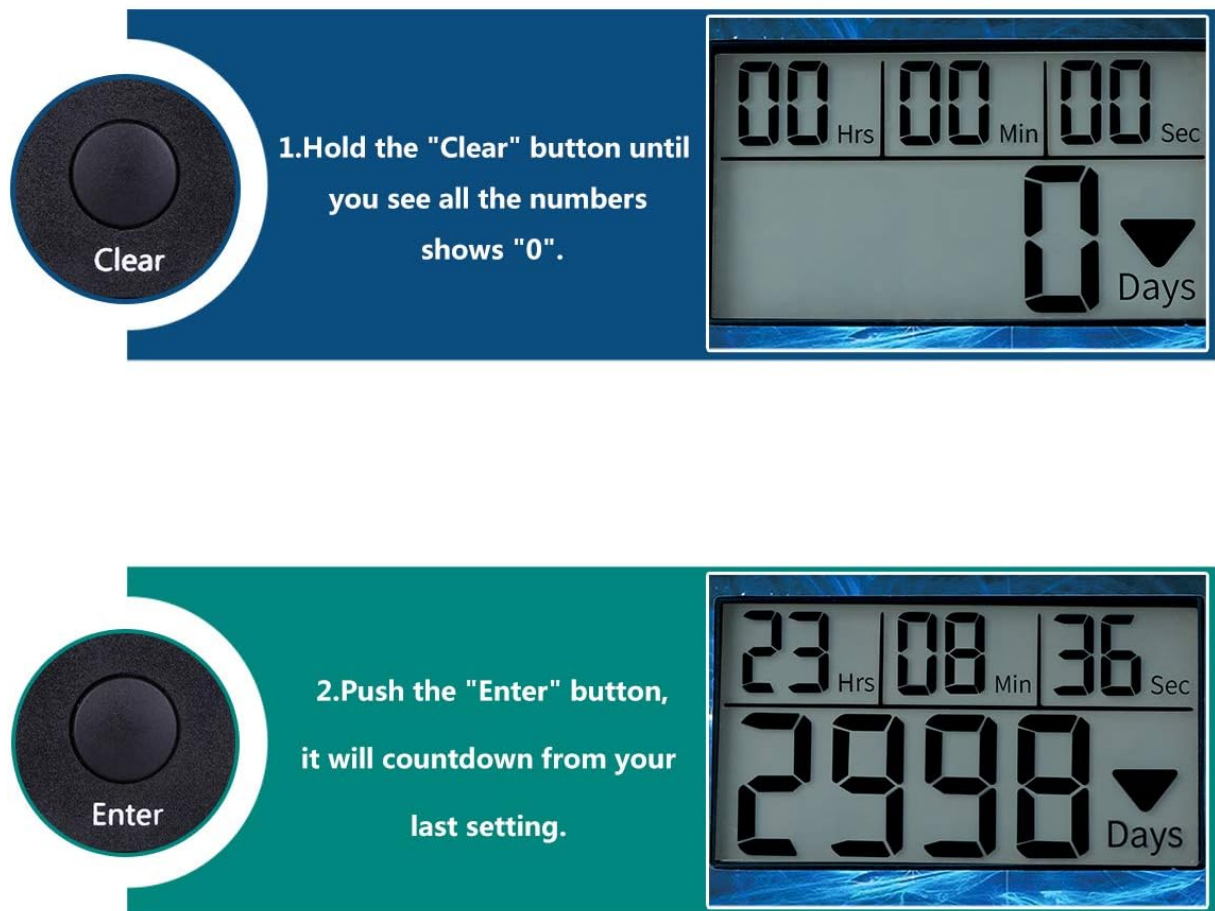 Clear
1.Hold the "Clear" button until
you see all the numbers
shows "0".
00 Hrs 00 Min 00 Sec
0
Days
Enter
2.Push the "Enter" button,
it will countdown from your
last setting.
23 Hrs 08 Min 36 Sec
2998
Days